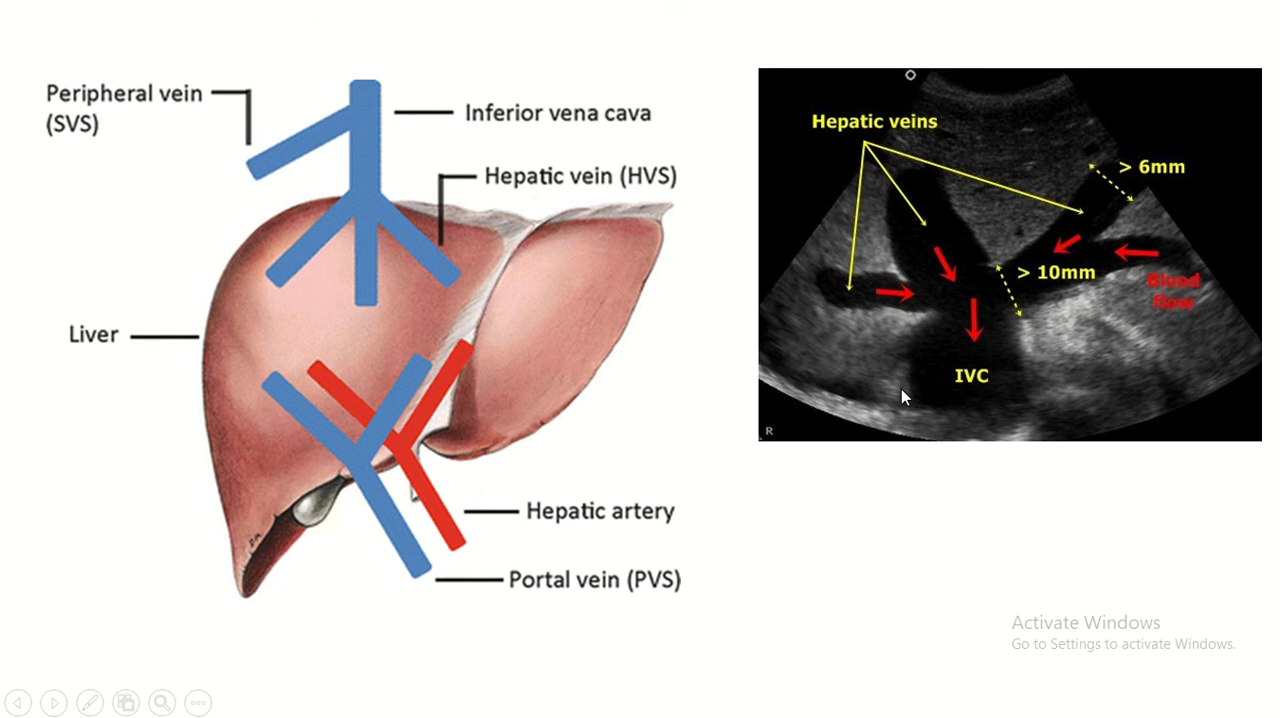 Peripheral vein
(SVS)
Inferior vena cava
Hepatic vein (HVS)
Liver
Hepatic artery
Portal vein (PVS)
Hepatic veins
> 6mm
> 10mm
Blood
flow
IVC
R
Activate Windows
Go to Settings to activate Windows.